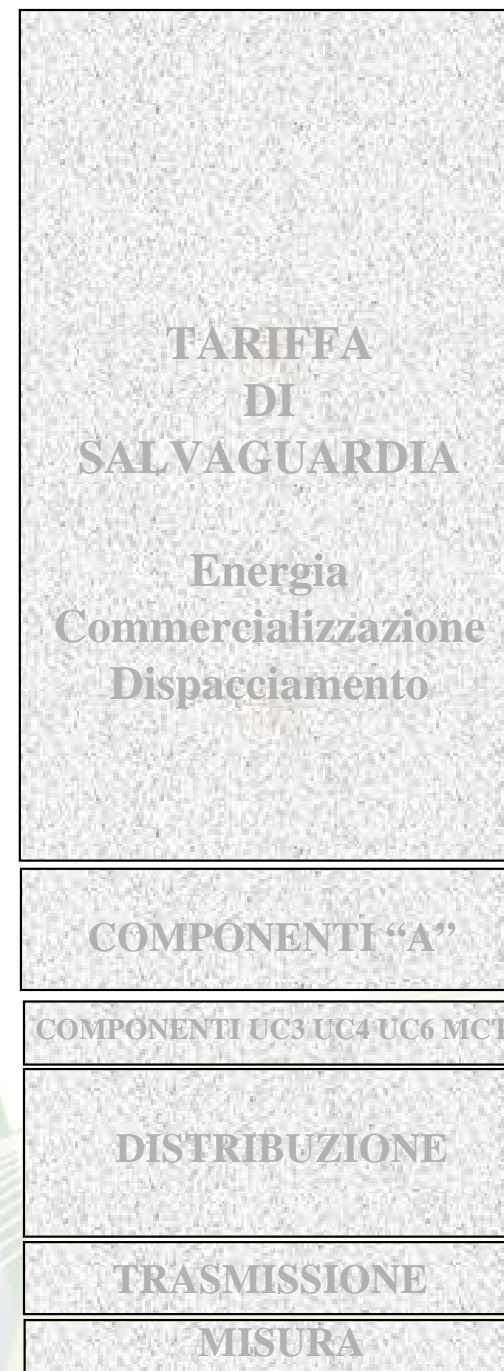 TARIFFA
DI
SALVAGUARDIA
Energia
Commercializzazione
Dispacciamento
COMPONENTI “A”
COMPONENTI UC3 UC4 UC6 MCT
DISTRIBUZIONE
TRASMISSIONE
MISURA